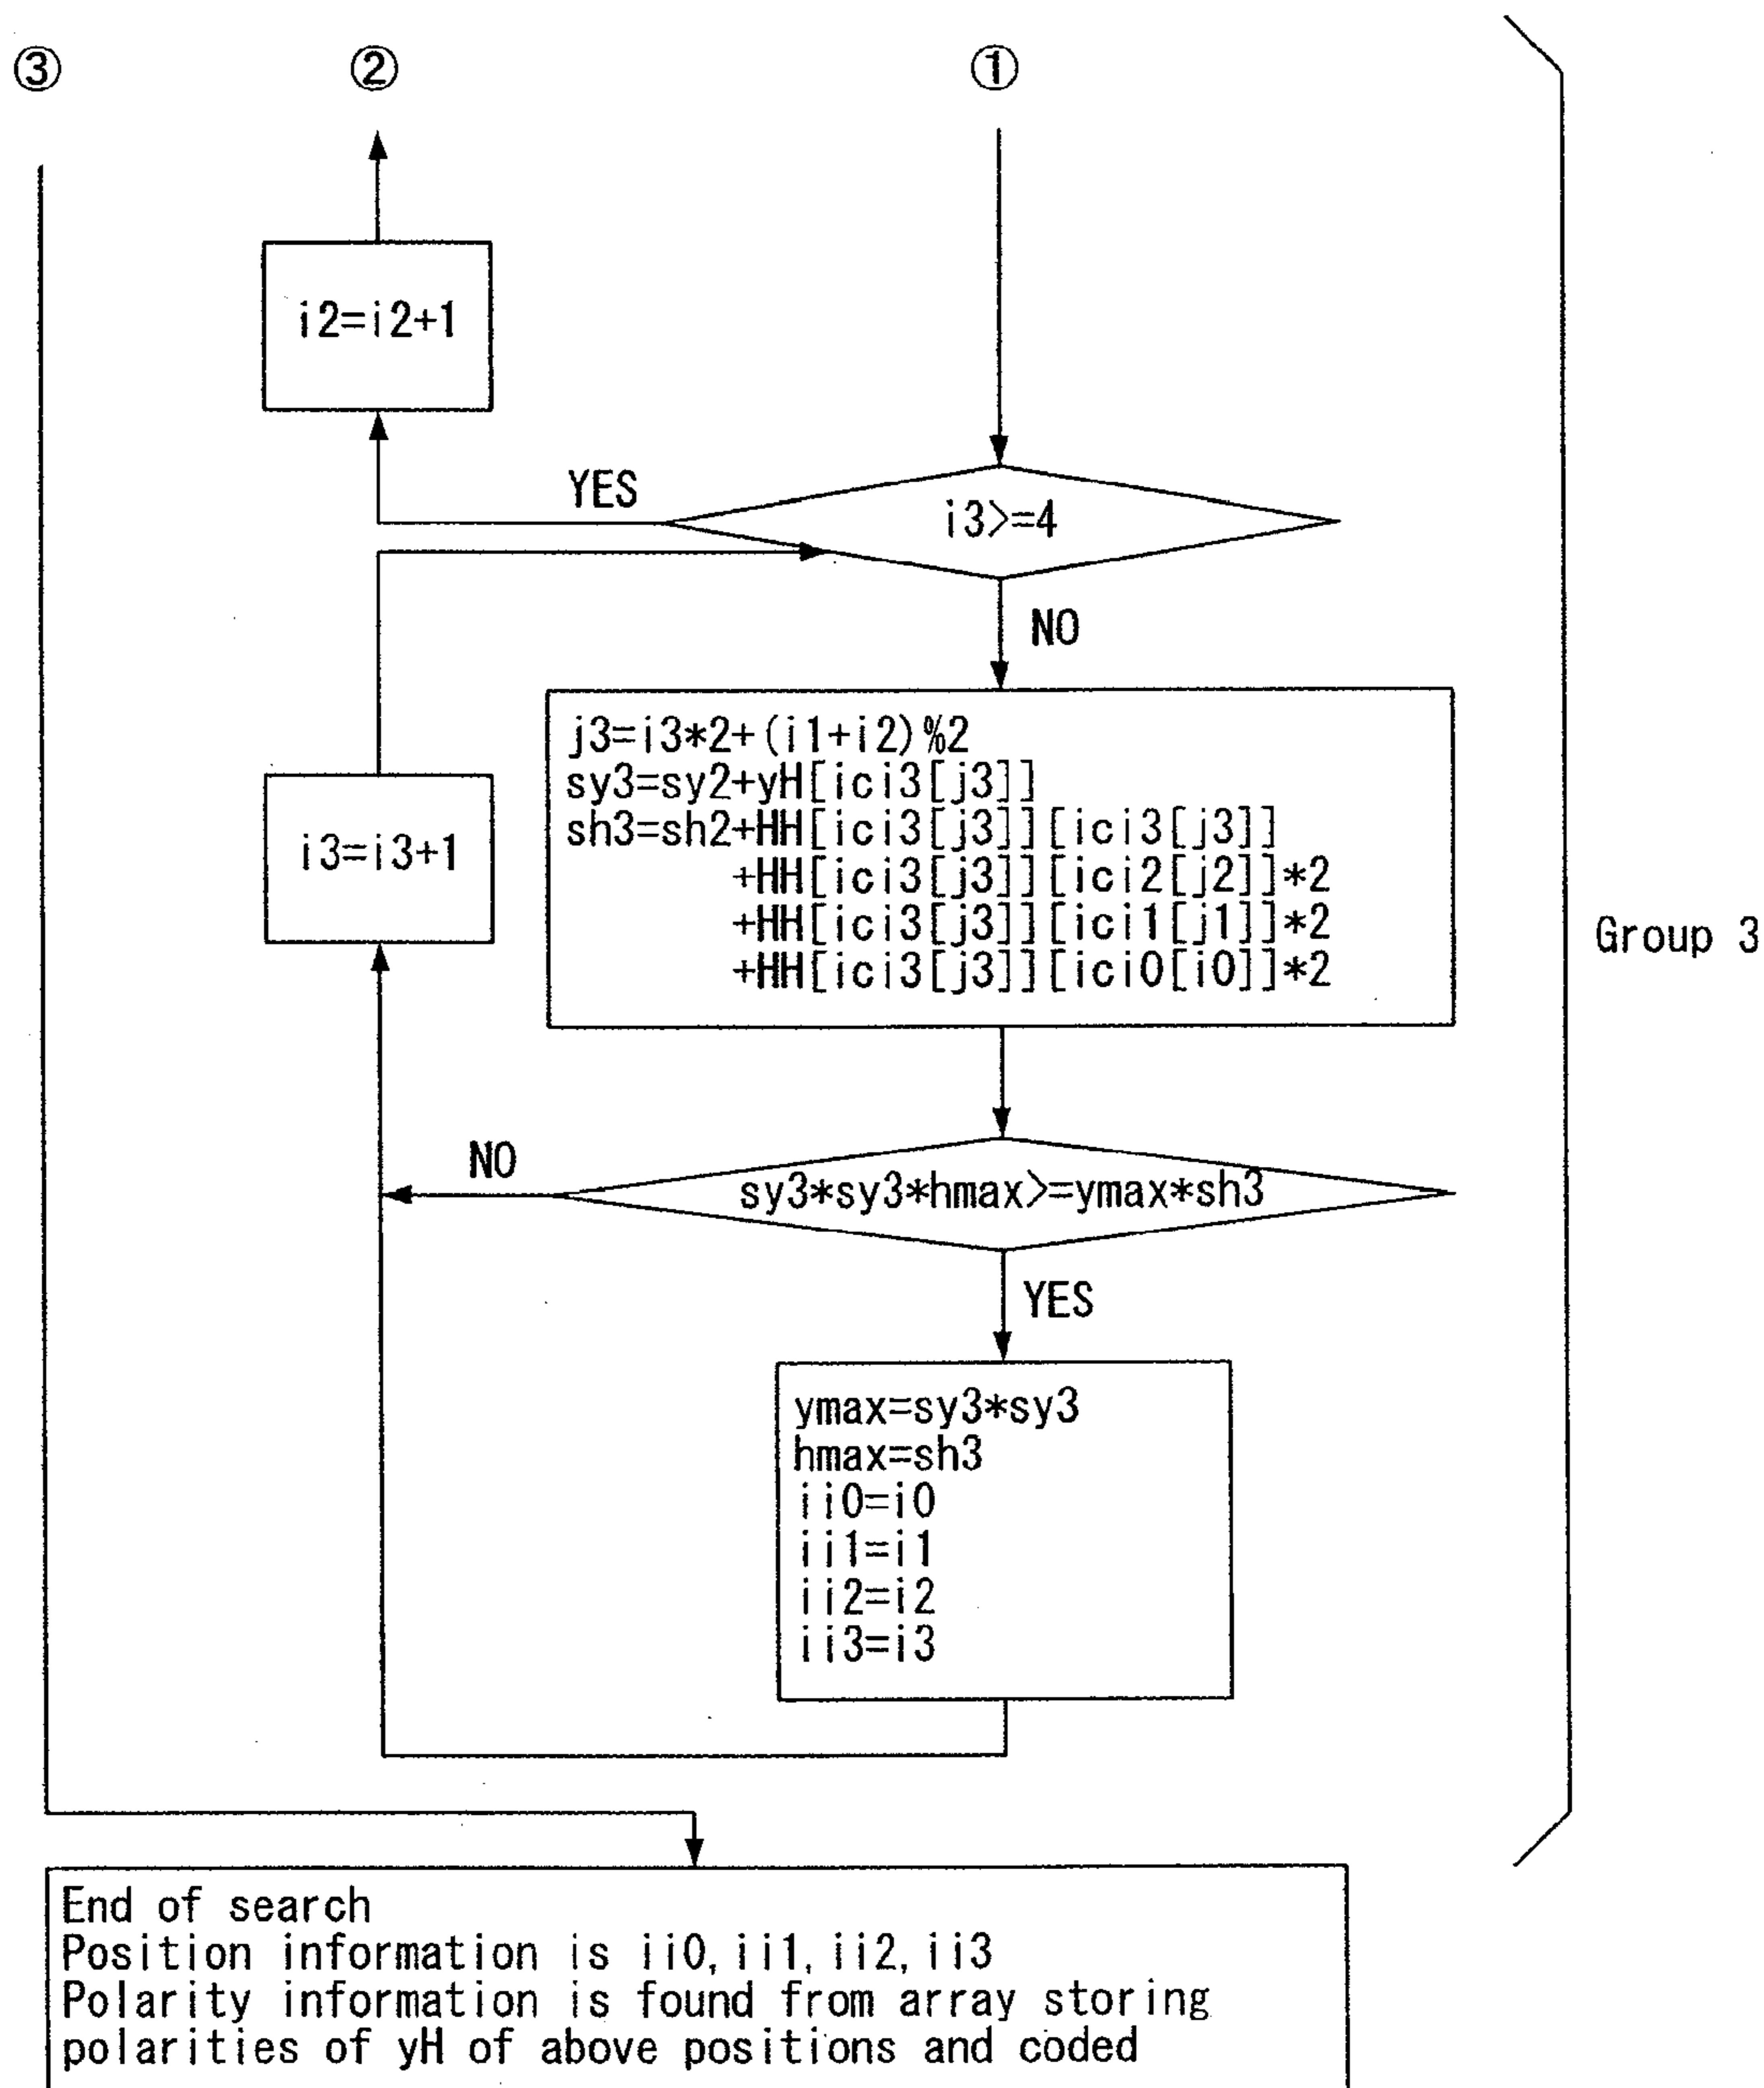 ③ ② ①
i2=i2+1
YES
i3>=4
NO
j3=i3*2+(i1+i2)%2
sy3=sy2+yH[ici3[j3]]
sh3=sh2+HH[ici3[j3]][ici3[j3]]
+HH[ici3[j3]][ici2[j2]]*2
+HH[ici3[j3]][ici1[j1]]*2
+HH[ici3[j3]][ici0[i0]]*2
i3=i3+1
Group 3
NO
sy3*sy3*hmax>=ymax*sh3
YES
ymax=sy3*sy3
hmax=sh3
ii0=i0
ii1=i1
ii2=i2
ii3=i3
End of search
Position information is ii0,ii1,ii2,ii3
Polarity information is found from array storing
polarities of yH of above positions and coded